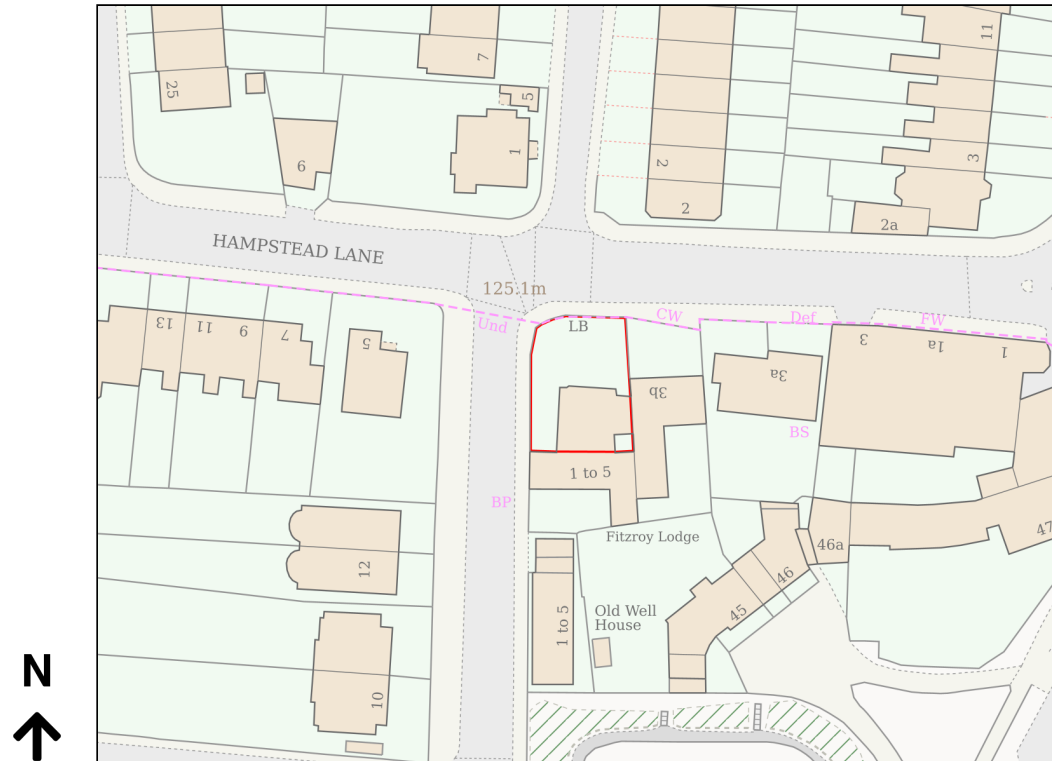 25
7
11
5
6
1
2
3
2
2a
HAMPSTEAD LANE
125.1m
Und
LB
CW
Def
FW
13
11
9
7
5
3b
3a
3
1a
1
BS
1 to 5
BP
Fitzroy Lodge
46a
47
12
46
45
1 to 5
Old Well
House
10
N